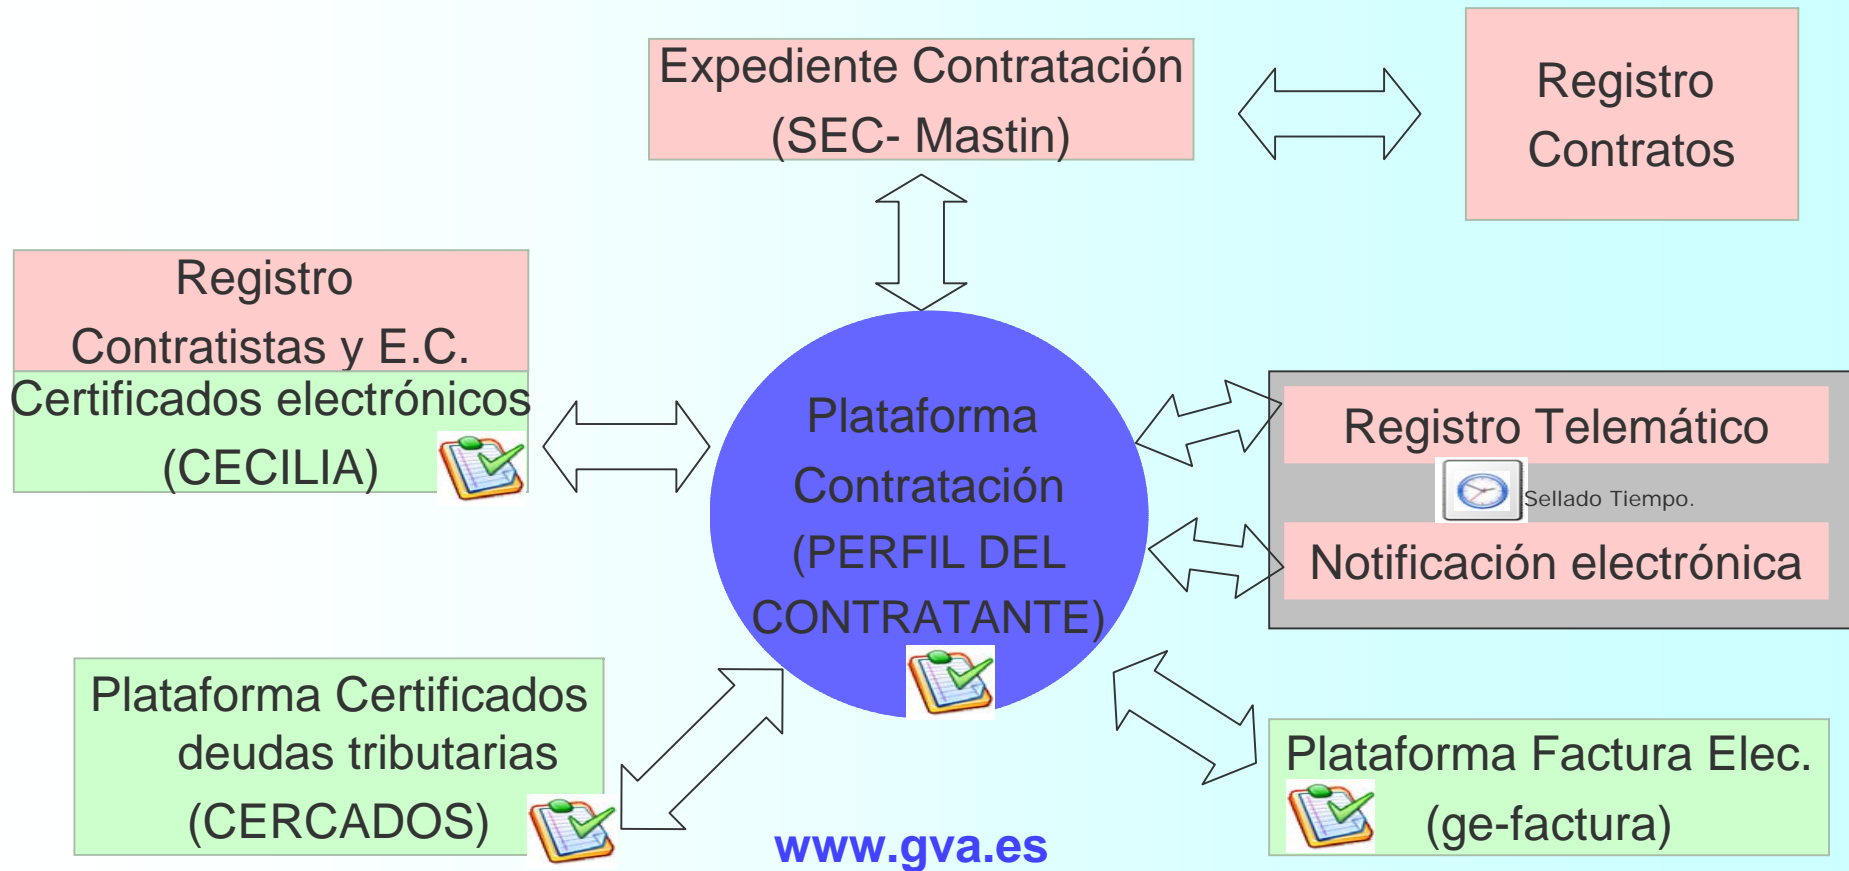 Expediente Contratación
(SEC- Mastin)
Registro
Contratos
Registro
Contratistas y E.C.
Certificados electrónicos
(CECILIA)
Plataforma
Contratación
(PERFIL DEL
CONTRATANTE)
Registro Telemático
Sellado Tiempo.
Notificación electrónica
Plataforma Certificados
deudas tributarias
(CERCADOS)
Plataforma Factura Elec.
(ge-factura)
www.gva.es